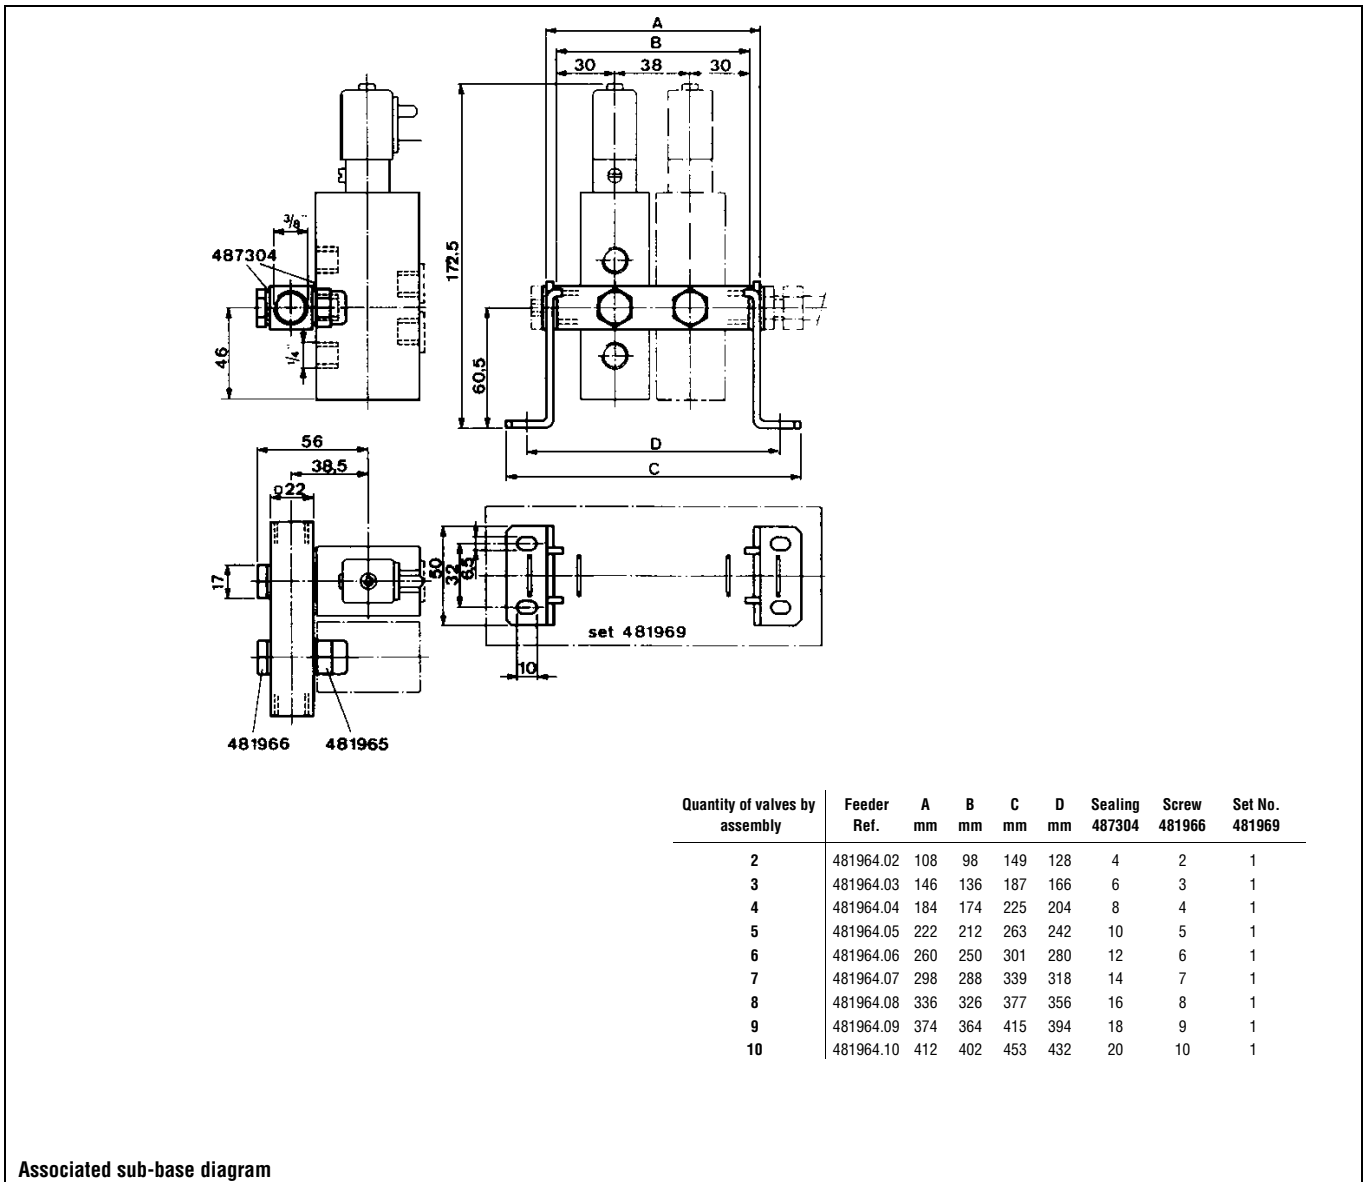 A
B
30 38 30
172.5
3/8"
487304
46
1/4"
60,5
D
C
56
38,5
□22
17
50
32
6,5
set 481969
10
481966 481965
Quantity of valves by assembly Feeder Ref. A mm B mm C mm D mm Sealing 487304 Screw 481966 Set No. 481969
2 481964.02 108 98 149 128 4 2 1
3 481964.03 146 136 187 166 6 3 1
4 481964.04 184 174 225 204 8 4 1
5 481964.05 222 212 263 242 10 5 1
6 481964.06 260 250 301 280 12 6 1
7 481964.07 298 288 339 318 14 7 1
8 481964.08 336 326 377 356 16 8 1
9 481964.09 374 364 415 394 18 9 1
10 481964.10 412 402 453 432 20 10 1
Associated sub-base diagram